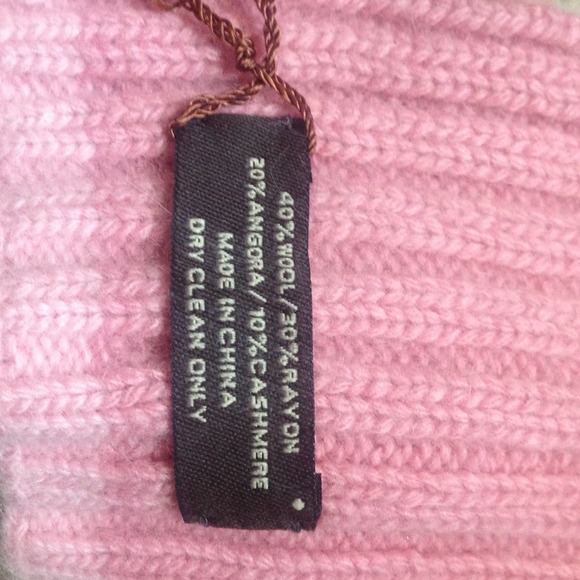 40% WOOL / 30% RAYON
20% ANGORA / 10% CASHMERE
MADE IN CHINA
DRY CLEAN ONLY